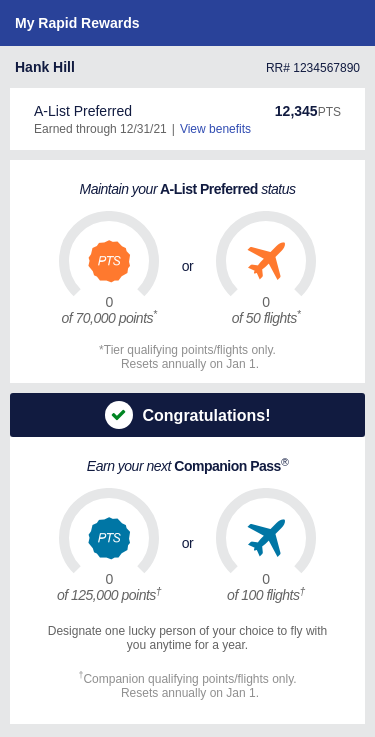 My Rapid Rewards
Hank Hill RR# 1234567890
A-List Preferred 12,345PTS
Earned through 12/31/21 | View benefits
Maintain your A-List Preferred status
PTS or
0 0
of 70,000 points* of 50 flights*
*Tier qualifying points/flights only.
Resets annually on Jan 1.
Congratulations!
Earn your next Companion Pass®
PTS or
0 0
of 125,000 points† of 100 flights†
Designate one lucky person of your choice to fly with
you anytime for a year.
†Companion qualifying points/flights only.
Resets annually on Jan 1.